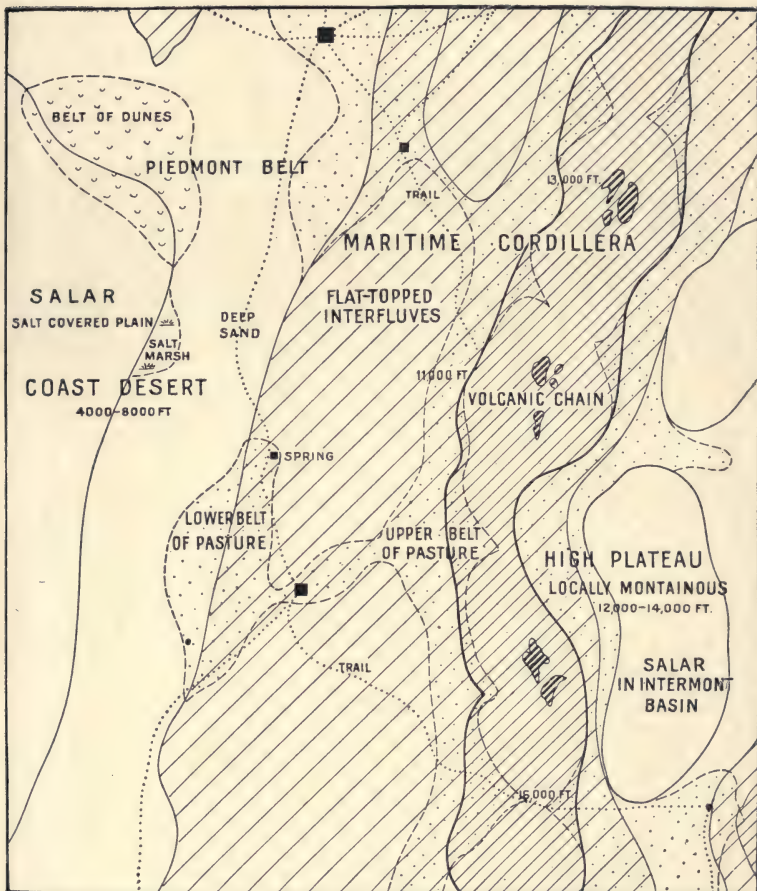 BELT OF DUNES
PIEDMONT BELT
13,000 FT.
TRAIL
MARITIME CORDILLERA
SALAR
SALT COVERED PLAIN
SALT
MARSH
DEEP
SAND
FLAT-TOPPED
INTERFLUVES
COAST DESERT
4000-8000 FT
11,000 FT
VOLCANIC CHAIN
SPRING
LOWER BELT
OF PASTURE
UPPER BELT
OF PASTURE
HIGH PLATEAU
LOCALLY MONTAINOUS
12,000-14,000 FT.
TRAIL
SALAR
IN INTERMONT
BASIN
15,000 FT.